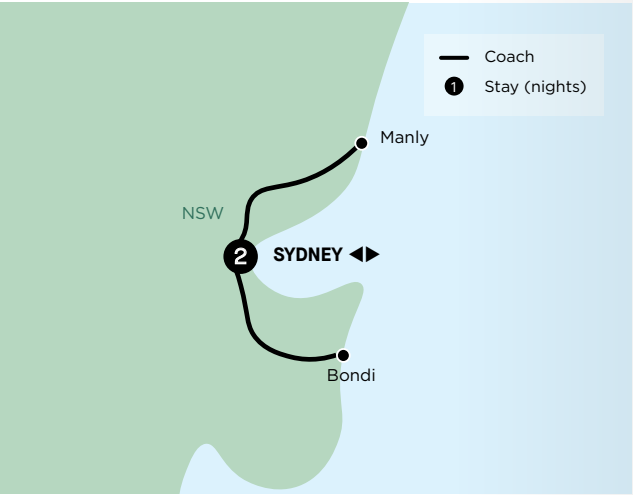 Coach
1 Stay (nights)
Manly
NSW
2 SYDNEY ◀▶
Bondi